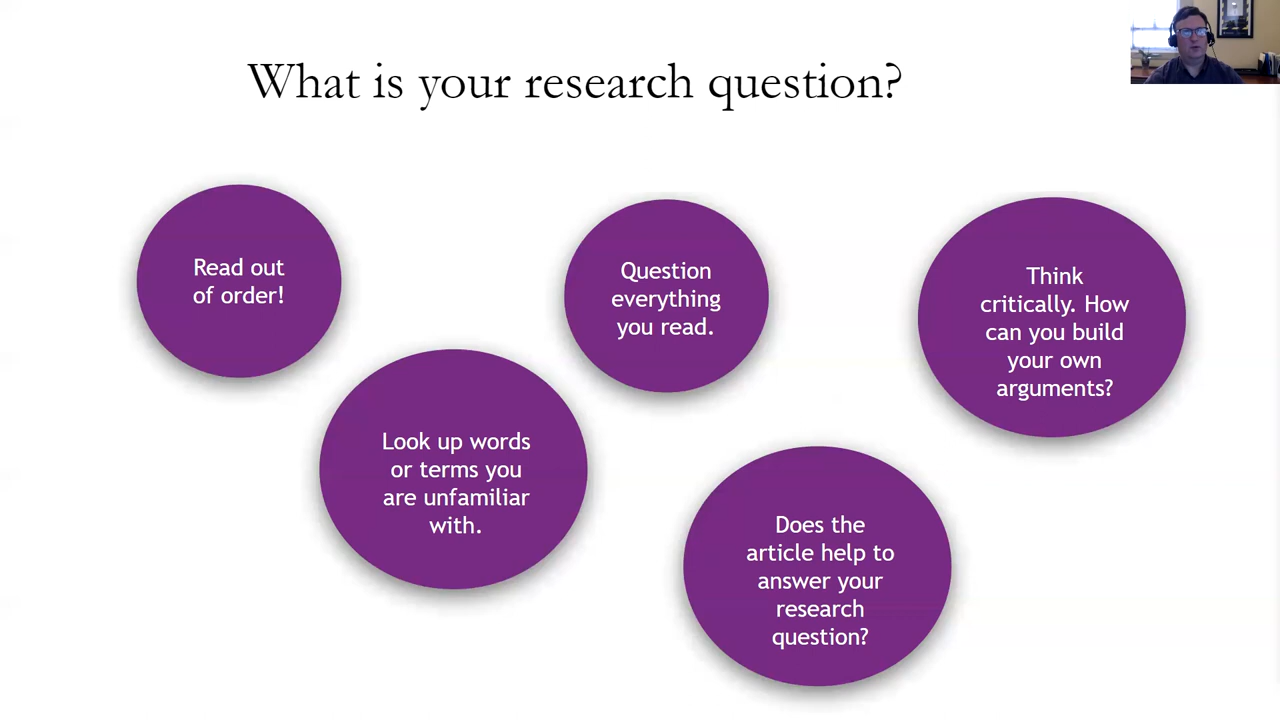 What is your research question?
Read out
of order!
Look up words
or terms you
are unfamiliar
with.
Question
everything
you read.
Does the
article help to
answer your
research
question?
Think
critically. How
can you build
your own
arguments?